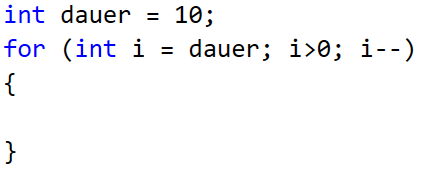 int dauer = 10;
for (int i = dauer; i>0; i--)
{
}